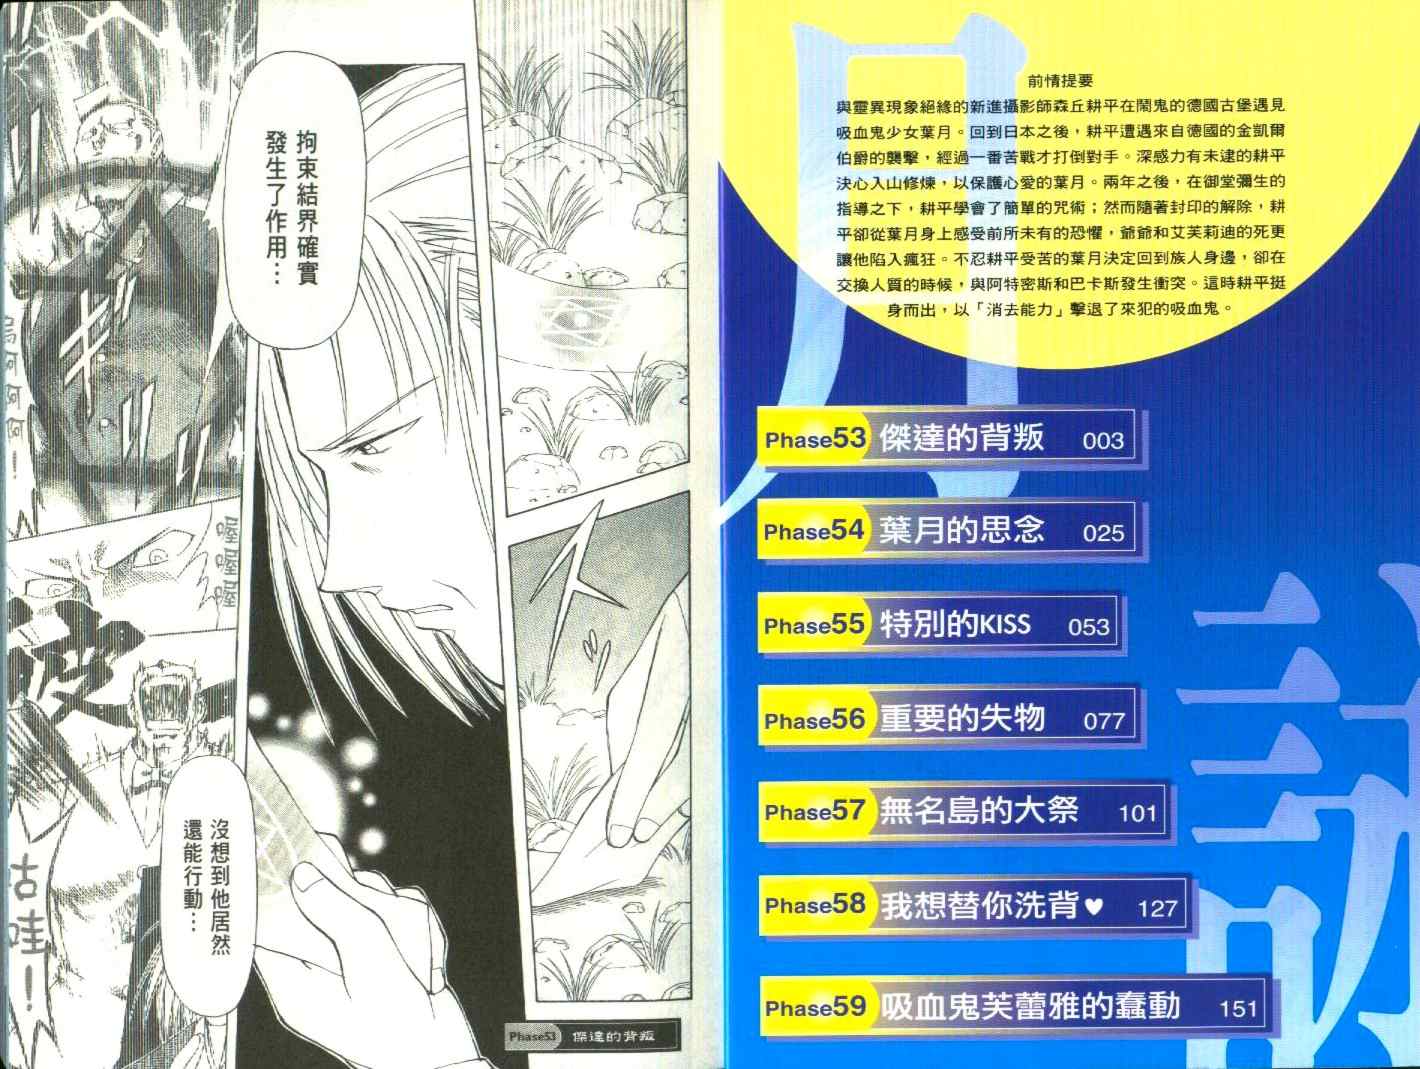 前情提要
與靈異現象絕緣的新進攝影師森丘耕平在鬧鬼的德國古堡遇見
吸血鬼少女葉月。回到日本之後，耕平遭遇來自德國的金凱爾
伯爵的襲擊，經過一番苦戰才打倒對手。深感力有未逮的耕平
決心入山修煉，以保護心愛的葉月。兩年之後，在御堂彌生的
指導之下，耕平學會了簡單的咒術；然而隨著封印的解除，耕
平卻從葉月身上感受前所未有的恐懼，爺爺和艾芙莉迪的死更
讓他陷入瘋狂。不忍耕平受苦的葉月決定回到族人身邊，卻在
交換人質的時候，與阿特密斯和巴卡斯發生衝突。這時耕平挺
身而出，以「消去能力」擊退了來犯的吸血鬼。
月
詠
Phase53 傑達的背叛 003
Phase54 葉月的思念 025
Phase55 特別的KISS 053
Phase56 重要的失物 077
Phase57 無名島的大祭 101
Phase58 我想替你洗背♥ 127
Phase59 吸血鬼芙蕾雅的蠢動 151
拘束結界確實
發生了作用…
沒想到他居然
還能行動…
嗚呵呵呵！
喔喔喔
咕哇！
Phase53 傑達的背叛